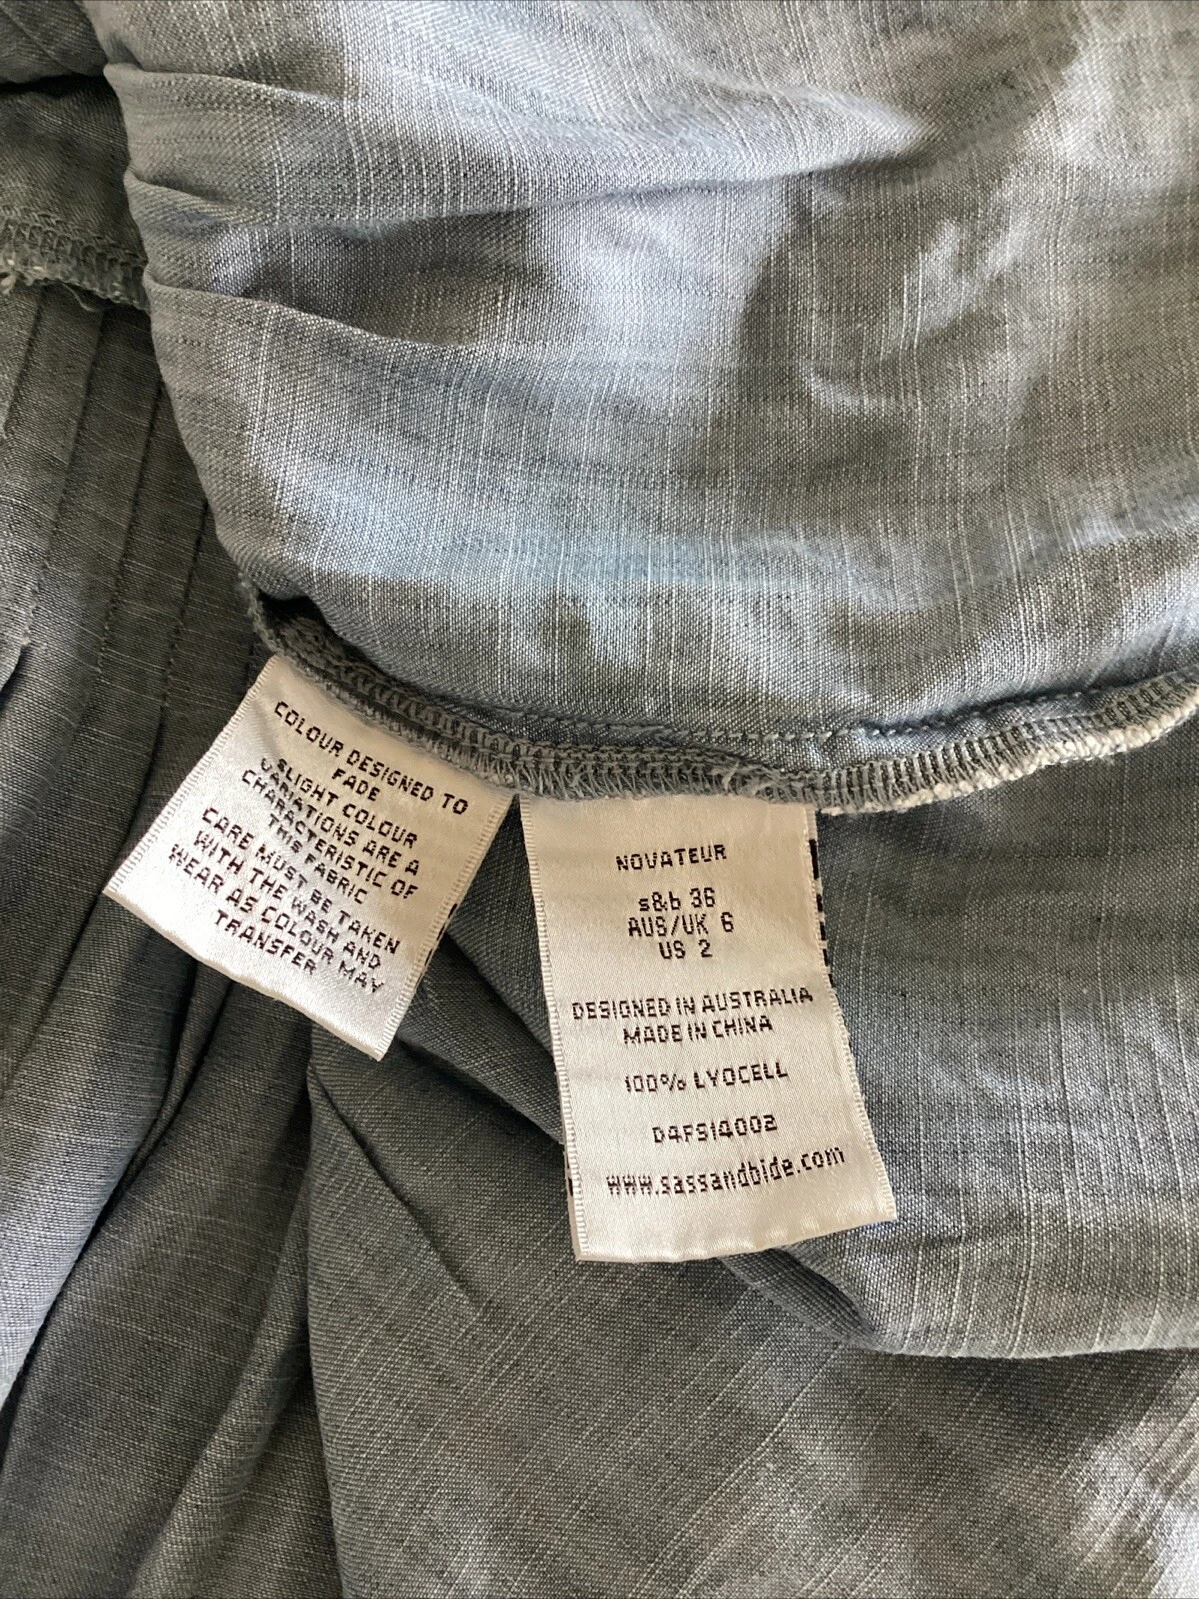 COLOUR DESIGNED TO
FADE
SLIGHT COLOUR
VARIATIONS ARE A
CHARACTERISTIC OF
THIS FABRIC
CARE MUST BE TAKEN
WITH THE WASH AND
WEAR AS COLOUR MAY
TRANSFER
NOVATEUR
s&b 36
AUS/UK 6
US 2
DESIGNED IN AUSTRALIA
MADE IN CHINA
100% LYOCELL
D4FS14002
www.sassandbide.com